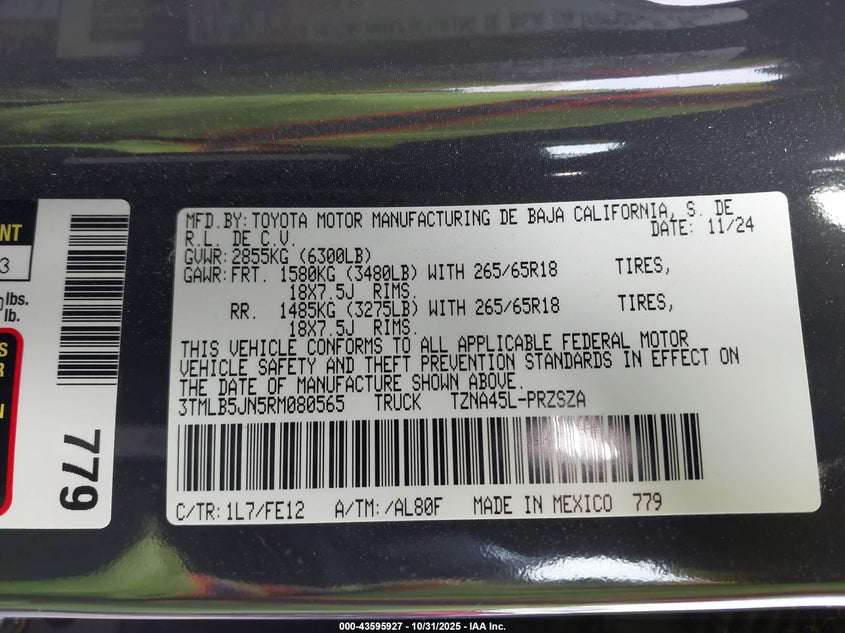 NT
3
lbs.
lb.
S
R
N
779
MFD.BY: TOYOTA MOTOR MANUFACTURING DE BAJA CALIFORNIA, S. DE
R.L. DE C.V. DATE: 11/24
GVWR: 2855KG (6300LB)
GAWR: FRT. 1580KG (3480LB) WITH 265/65R18 TIRES,
18X7.5J RIMS.
RR. 1485KG (3275LB) WITH 265/65R18 TIRES,
18X7.5J RIMS.
THIS VEHICLE CONFORMS TO ALL APPLICABLE FEDERAL MOTOR
VEHICLE SAFETY AND THEFT PREVENTION STANDARDS IN EFFECT ON
THE DATE OF MANUFACTURE SHOWN ABOVE.
3TMLB5JN5RM080565 TRUCK TZNA45L-PRZSZA
C/TR: 1L7/FE12 A/TM: /AL80F MADE IN MEXICO 779
000-43595927 - 10/31/2025 - IAA Inc.